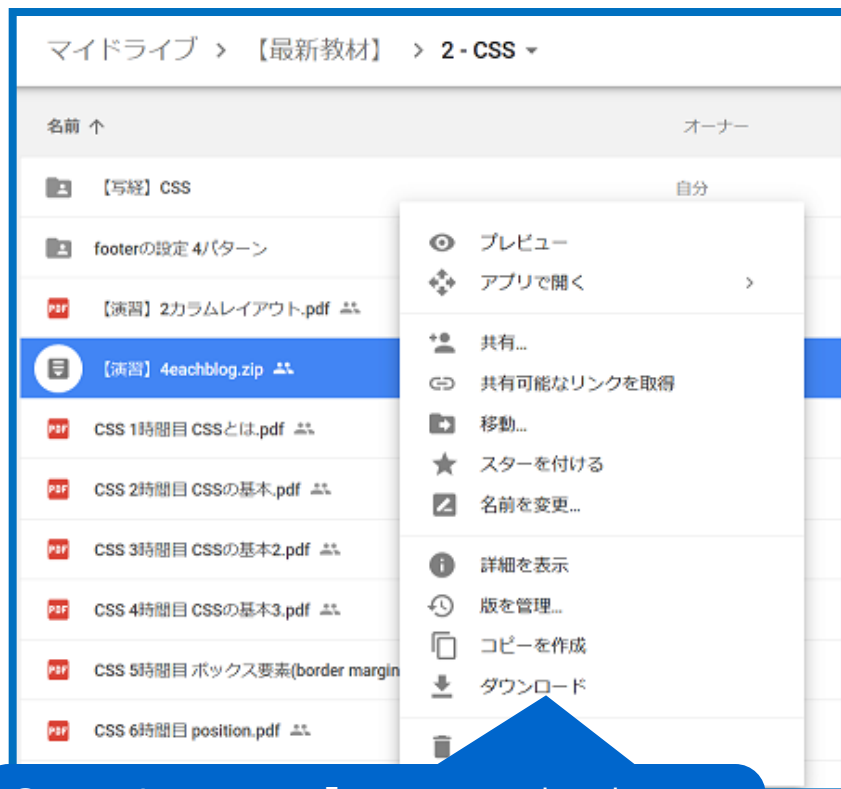 マイドライブ > 【最新教材】 > 2 - CSS
名前 ↑ オーナー
【写経】CSS 自分
footerの設定 4パターン
【演習】2カラムレイアウト.pdf
【演習】4eachblog.zip
CSS 1時間目 CSSとは.pdf
CSS 2時間目 CSSの基本.pdf
CSS 3時間目 CSSの基本2.pdf
CSS 4時間目 CSSの基本3.pdf
CSS 5時間目 ボックス要素(border margin
CSS 6時間目 position.pdf
プレビュー
アプリで開く
共有...
共有可能なリンクを取得
移動...
スターを付ける
名前を変更...
詳細を表示
版を管理...
コピーを作成
ダウンロード